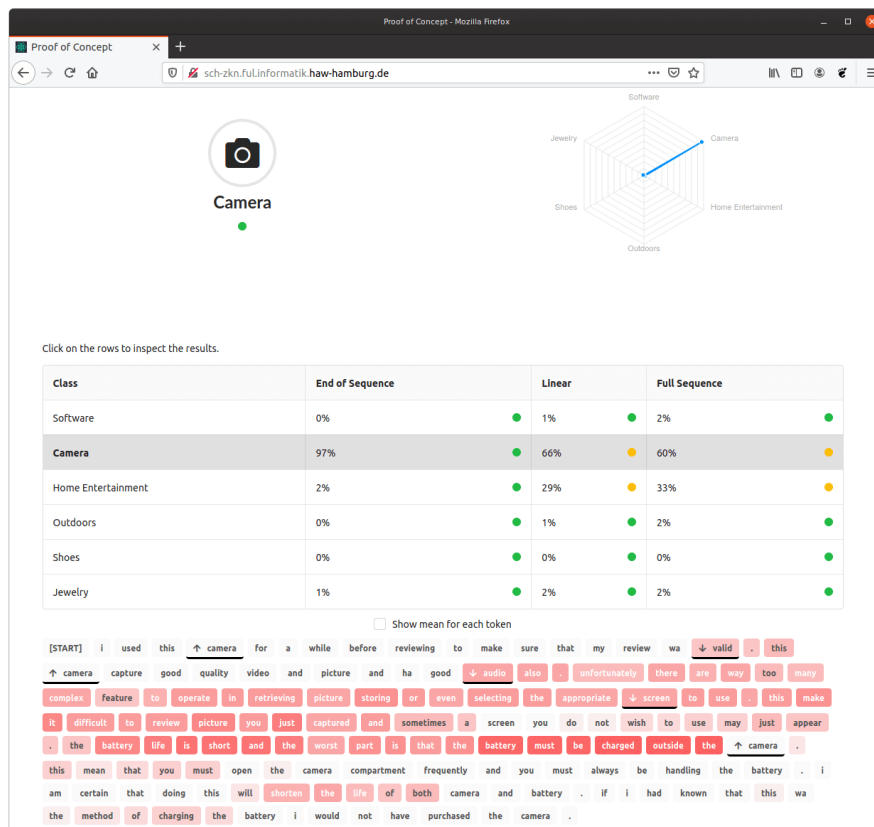 Proof of Concept - Mozilla Firefox
Proof of Concept
sch-zkn.ful.informatik.haw-hamburg.de
Software
Jewelry
Camera
Shoes
Home Entertainment
Outdoors
Camera
Click on the rows to inspect the results.
Class End of Sequence Linear Full Sequence
Software 0% 1% 2%
Camera 97% 66% 60%
Home Entertainment 2% 29% 33%
Outdoors 0% 1% 2%
Shoes 0% 0% 0%
Jewelry 1% 2% 2%
Show mean for each token
[START] i used this ↑ camera for a while before reviewing to make sure that my review wa ↓ valid . this
↑ camera capture good quality video and picture and ha good ↓ audio also . unfortunately there are way too many
complex feature to operate in retrieving picture storing or even selecting the appropriate ↓ screen to use . this make
it difficult to review picture you just captured and sometimes a screen you do not wish to use may just appear
. the battery life is short and the worst part is that the battery must be charged outside the ↑ camera .
this mean that you must open the camera compartment frequently and you must always be handling the battery . i
am certain that doing this will shorten the life of both camera and battery . if i had known that this wa
the method of charging the battery i would not have purchased the camera .